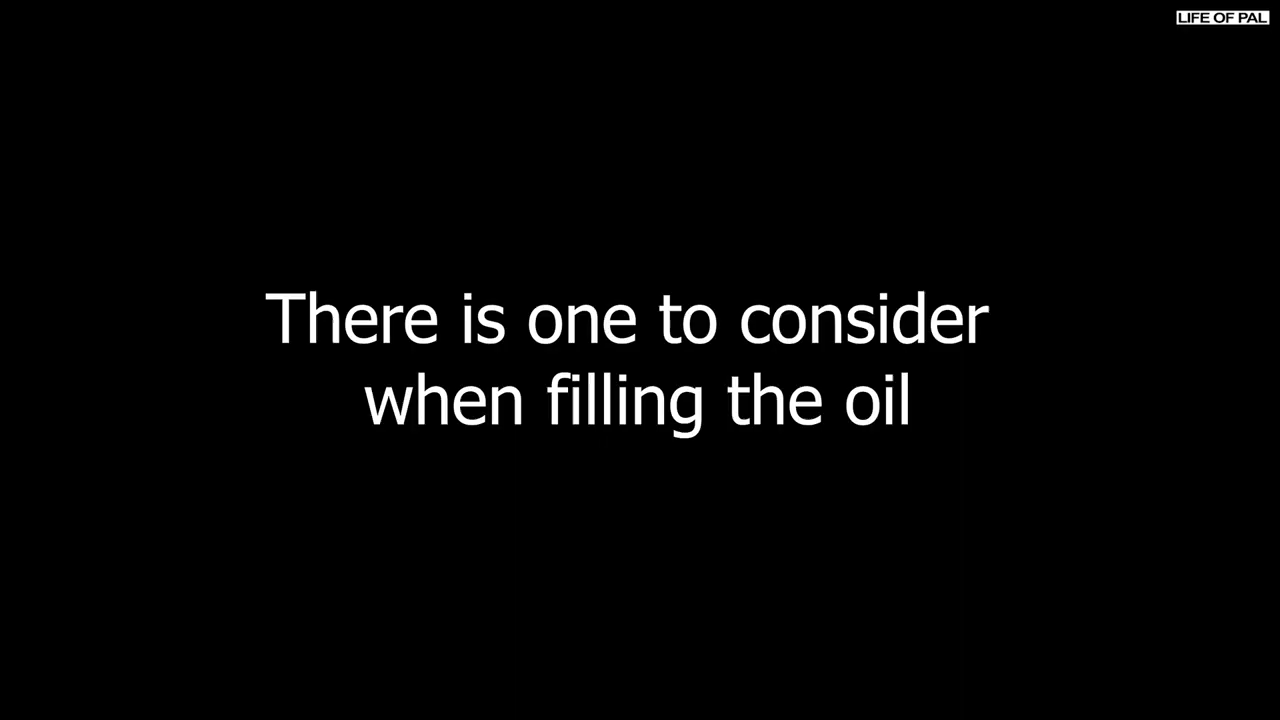 LIFE OF PAL
There is one to consider
when filling the oil